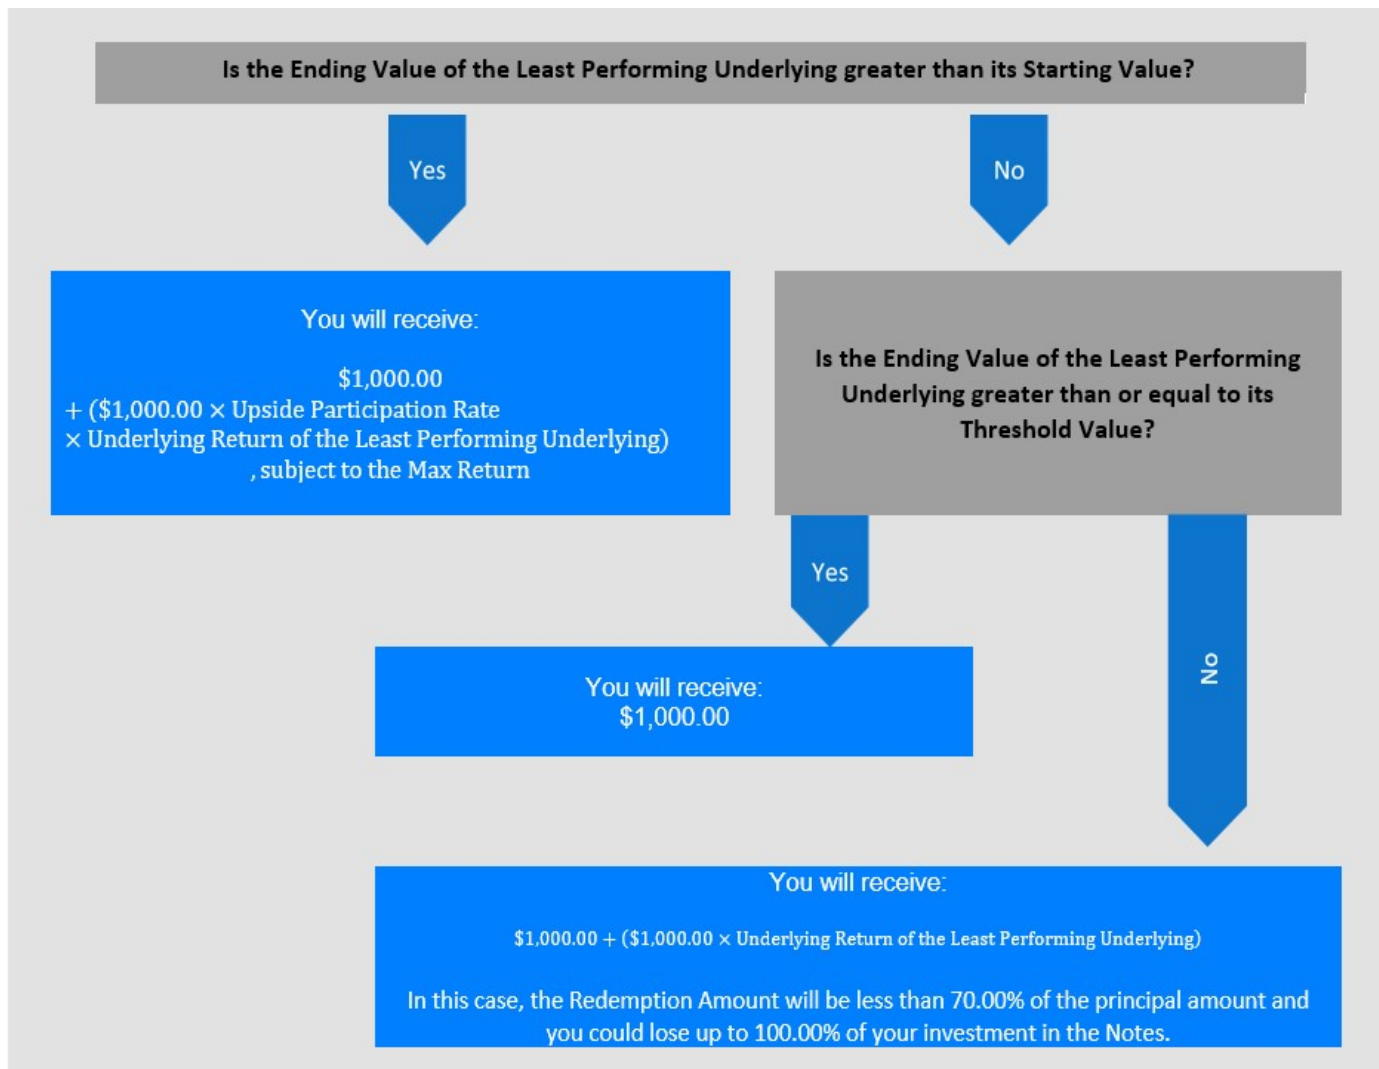 Is the Ending Value of the Least Performing Underlying greater than its Starting Value?
Yes
No
You will receive:
$1,000.00
+ ($1,000.00 × Upside Participation Rate
× Underlying Return of the Least Performing Underlying)
, subject to the Max Return
Is the Ending Value of the Least Performing
Underlying greater than or equal to its
Threshold Value?
Yes
No
You will receive:
$1,000.00
You will receive:
$1,000.00 + ($1,000.00 × Underlying Return of the Least Performing Underlying)
In this case, the Redemption Amount will be less than 70.00% of the principal amount and
you could lose up to 100.00% of your investment in the Notes.